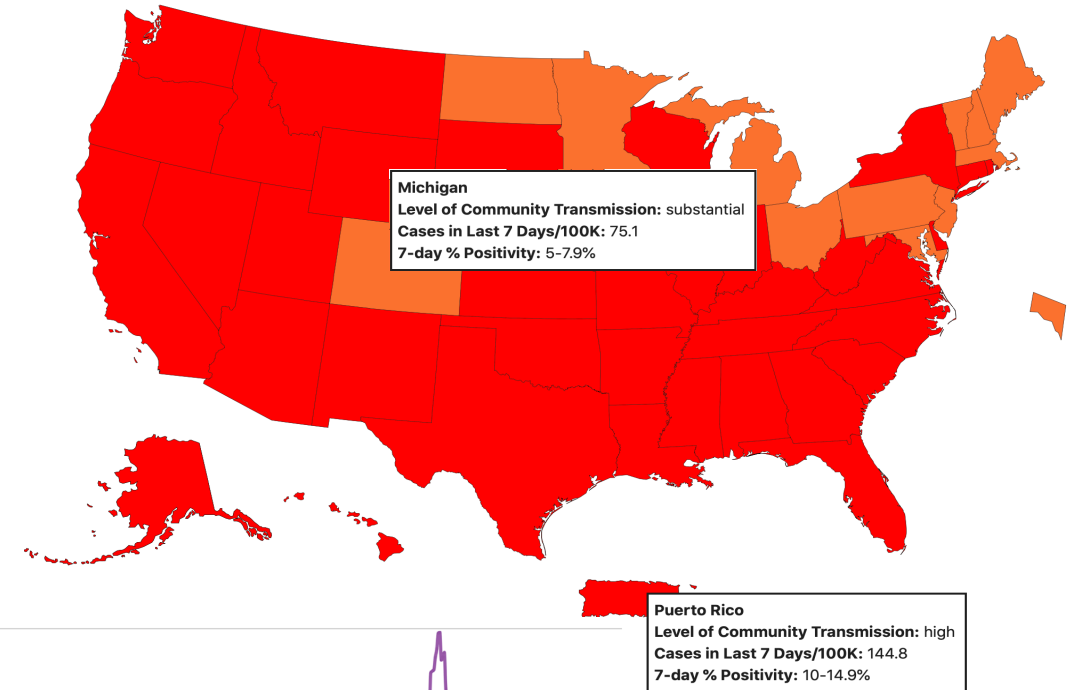 Michigan
Level of Community Transmission: substantial
Cases in Last 7 Days/100K: 75.1
7-day % Positivity: 5-7.9%
Puerto Rico
Level of Community Transmission: high
Cases in Last 7 Days/100K: 144.8
7-day % Positivity: 10-14.9%